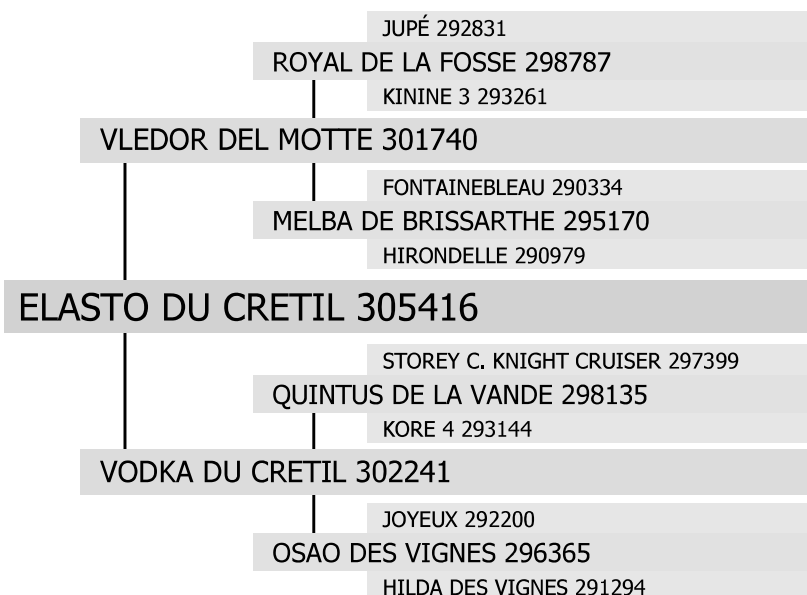 JUPÉ 292831
ROYAL DE LA FOSSE 298787
KININE 3 293261
VLEDOR DEL MOTTE 301740
FONTAINEBLEAU 290334
MELBA DE BRISSARTHE 295170
HIRONDELLE 290979
ELASTO DU CRETIL 305416
STOREY C. KNIGHT CRUISER 297399
QUINTUS DE LA VANDE 298135
KORE 4 293144
VODKA DU CRETIL 302241
JOYEUX 292200
OSAO DES VIGNES 296365
HILDA DES VIGNES 291294